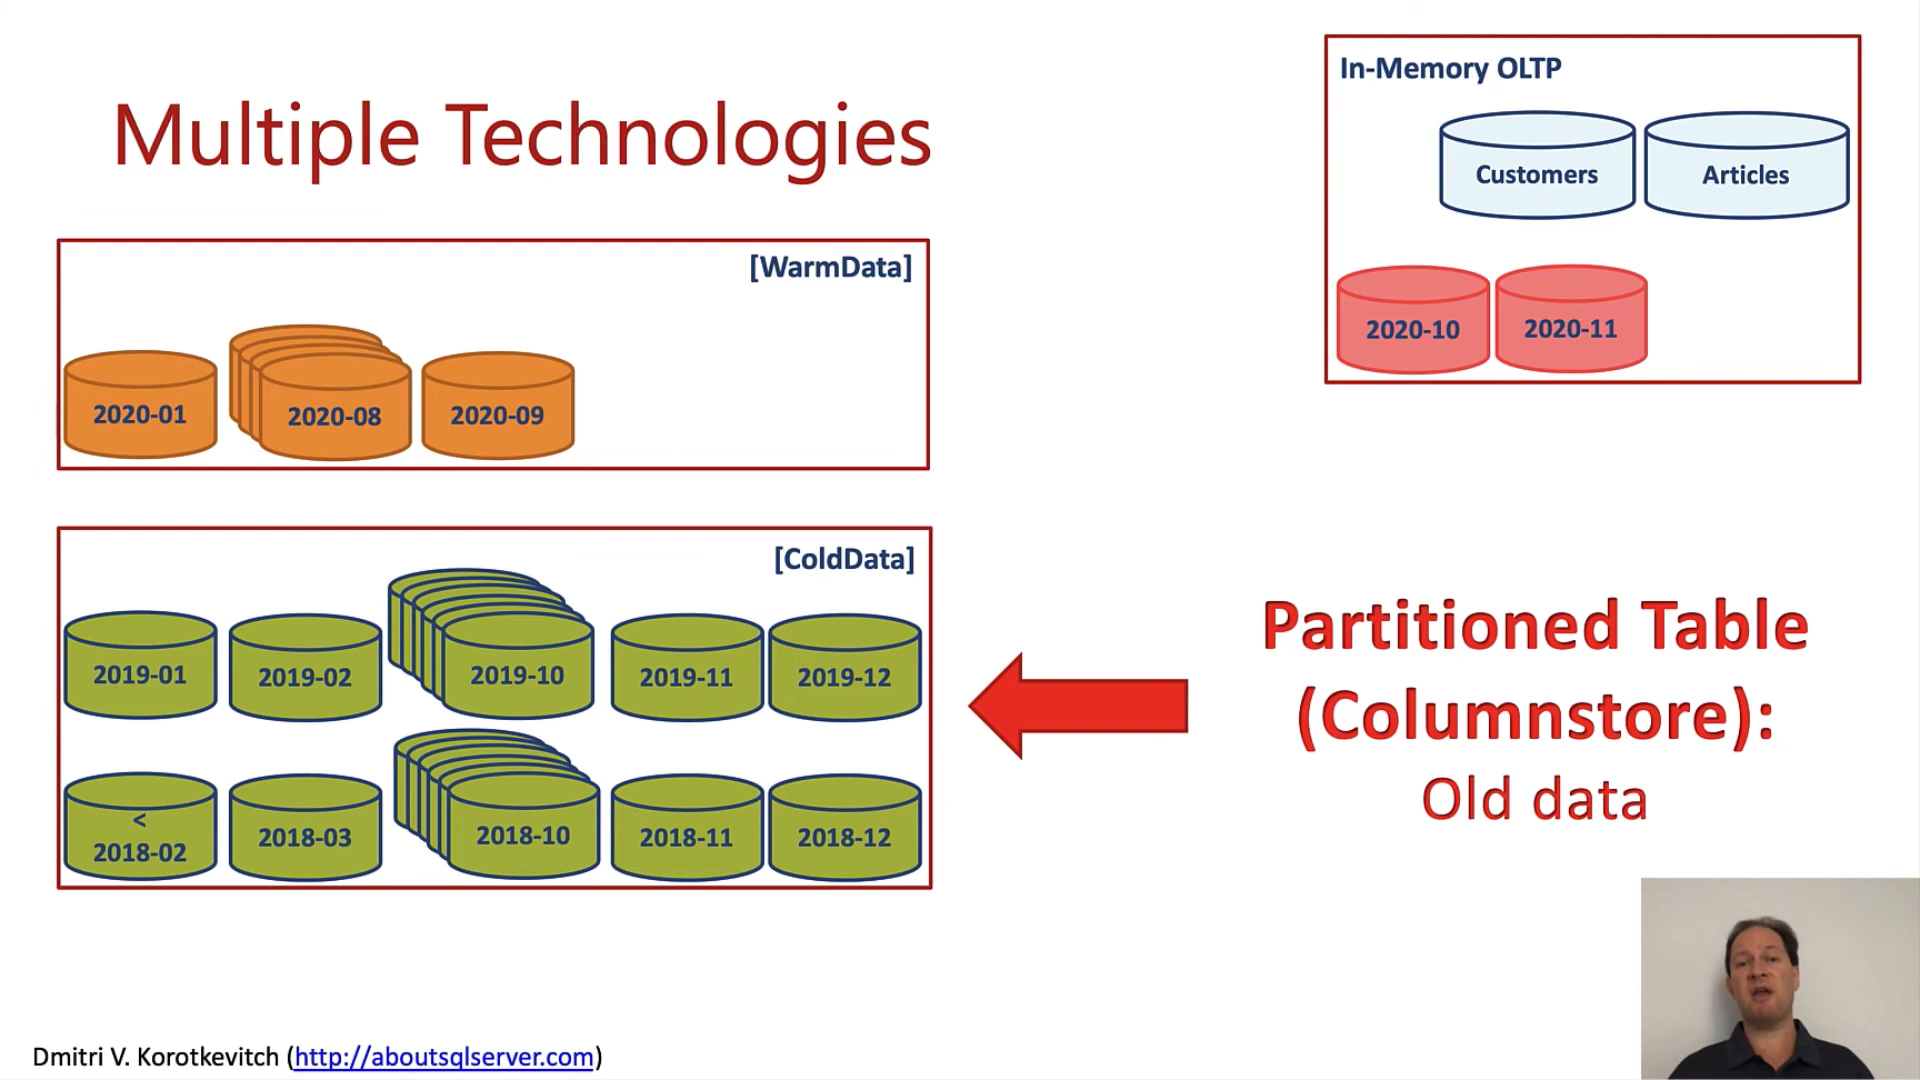 Multiple Technologies
In-Memory OLTP
Customers
Articles
2020-10
2020-11
[WarmData]
2020-01
2020-08
2020-09
[ColdData]
2019-01
2019-02
2019-10
2019-11
2019-12
<
2018-02
2018-03
2018-10
2018-11
2018-12
Partitioned Table
(Columnstore):
Old data
Dmitri V. Korotkevitch (http://aboutsqlserver.com)